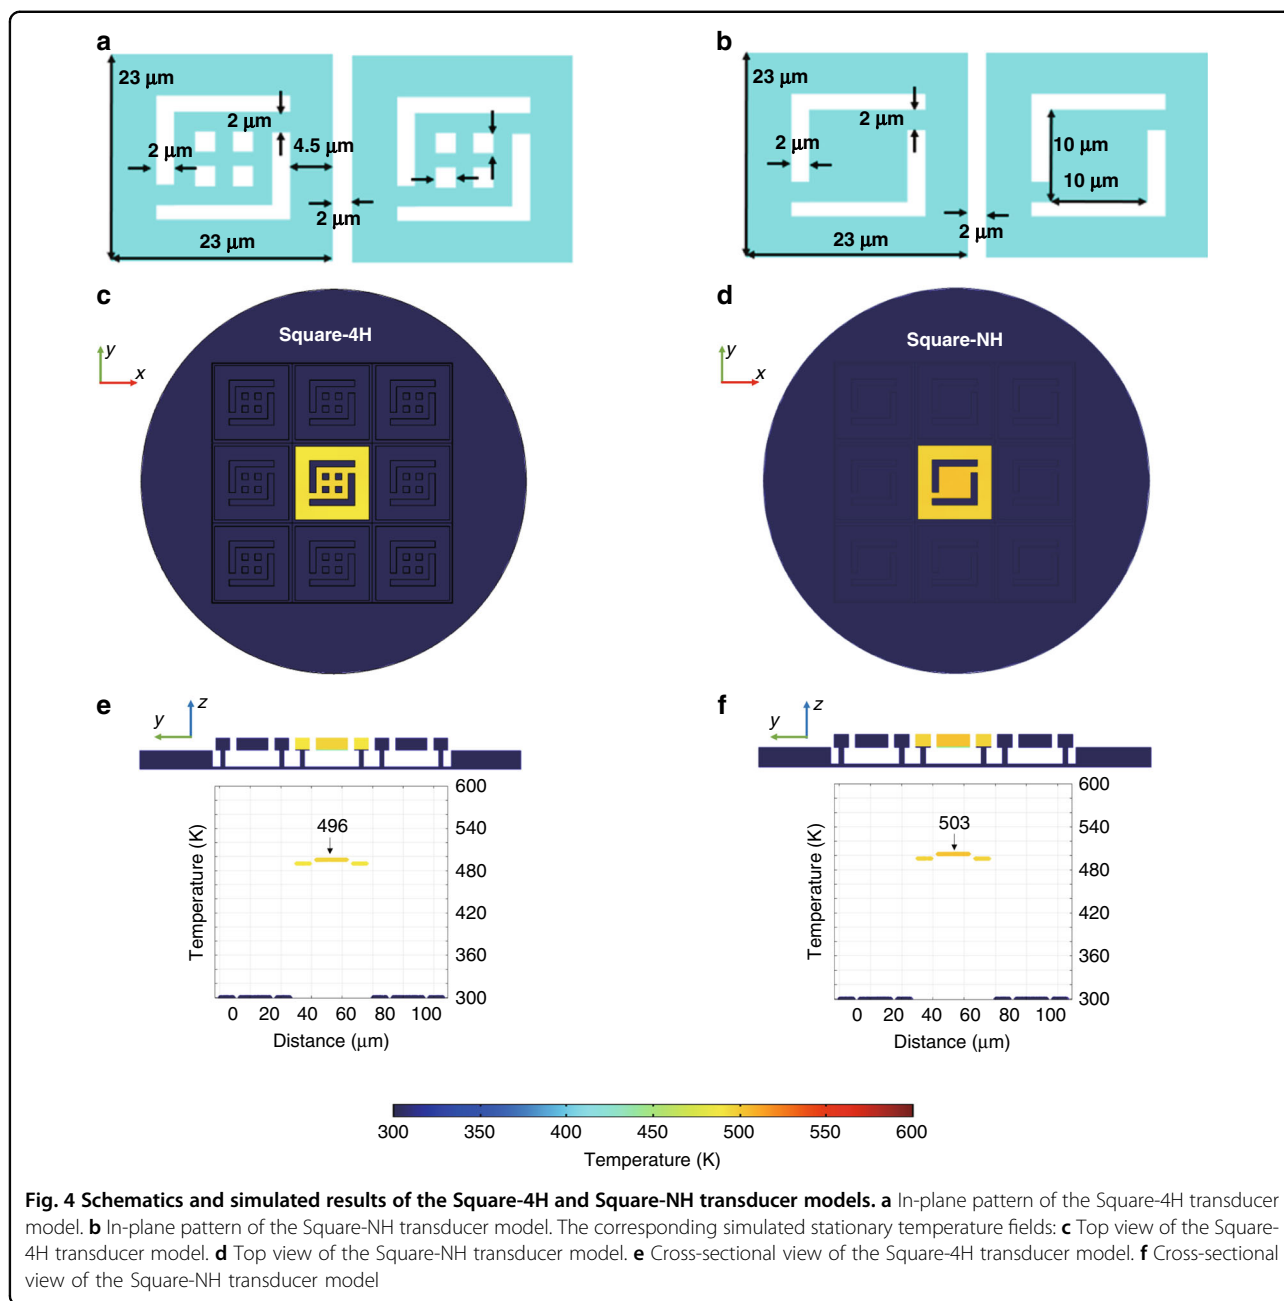 a
23 μm
2 μm
2 μm
4.5 μm
2 μm
23 μm
b
23 μm
2 μm
2 μm
10 μm
10 μm
2 μm
23 μm
c
Square-4H
y
x
d
Square-NH
y
x
e
z
y
600
540
496
480
420
360
300
Temperature (K)
0 20 40 60 80 100
Distance (μm)
f
z
y
600
540
503
480
420
360
300
Temperature (K)
0 20 40 60 80 100
Distance (μm)
300 350 400 450 500 550 600
Temperature (K)
Fig. 4 Schematics and simulated results of the Square-4H and Square-NH transducer models. a In-plane pattern of the Square-4H transducer
model. b In-plane pattern of the Square-NH transducer model. The corresponding simulated stationary temperature fields: c Top view of the Square-
4H transducer model. d Top view of the Square-NH transducer model. e Cross-sectional view of the Square-4H transducer model. f Cross-sectional
view of the Square-NH transducer model